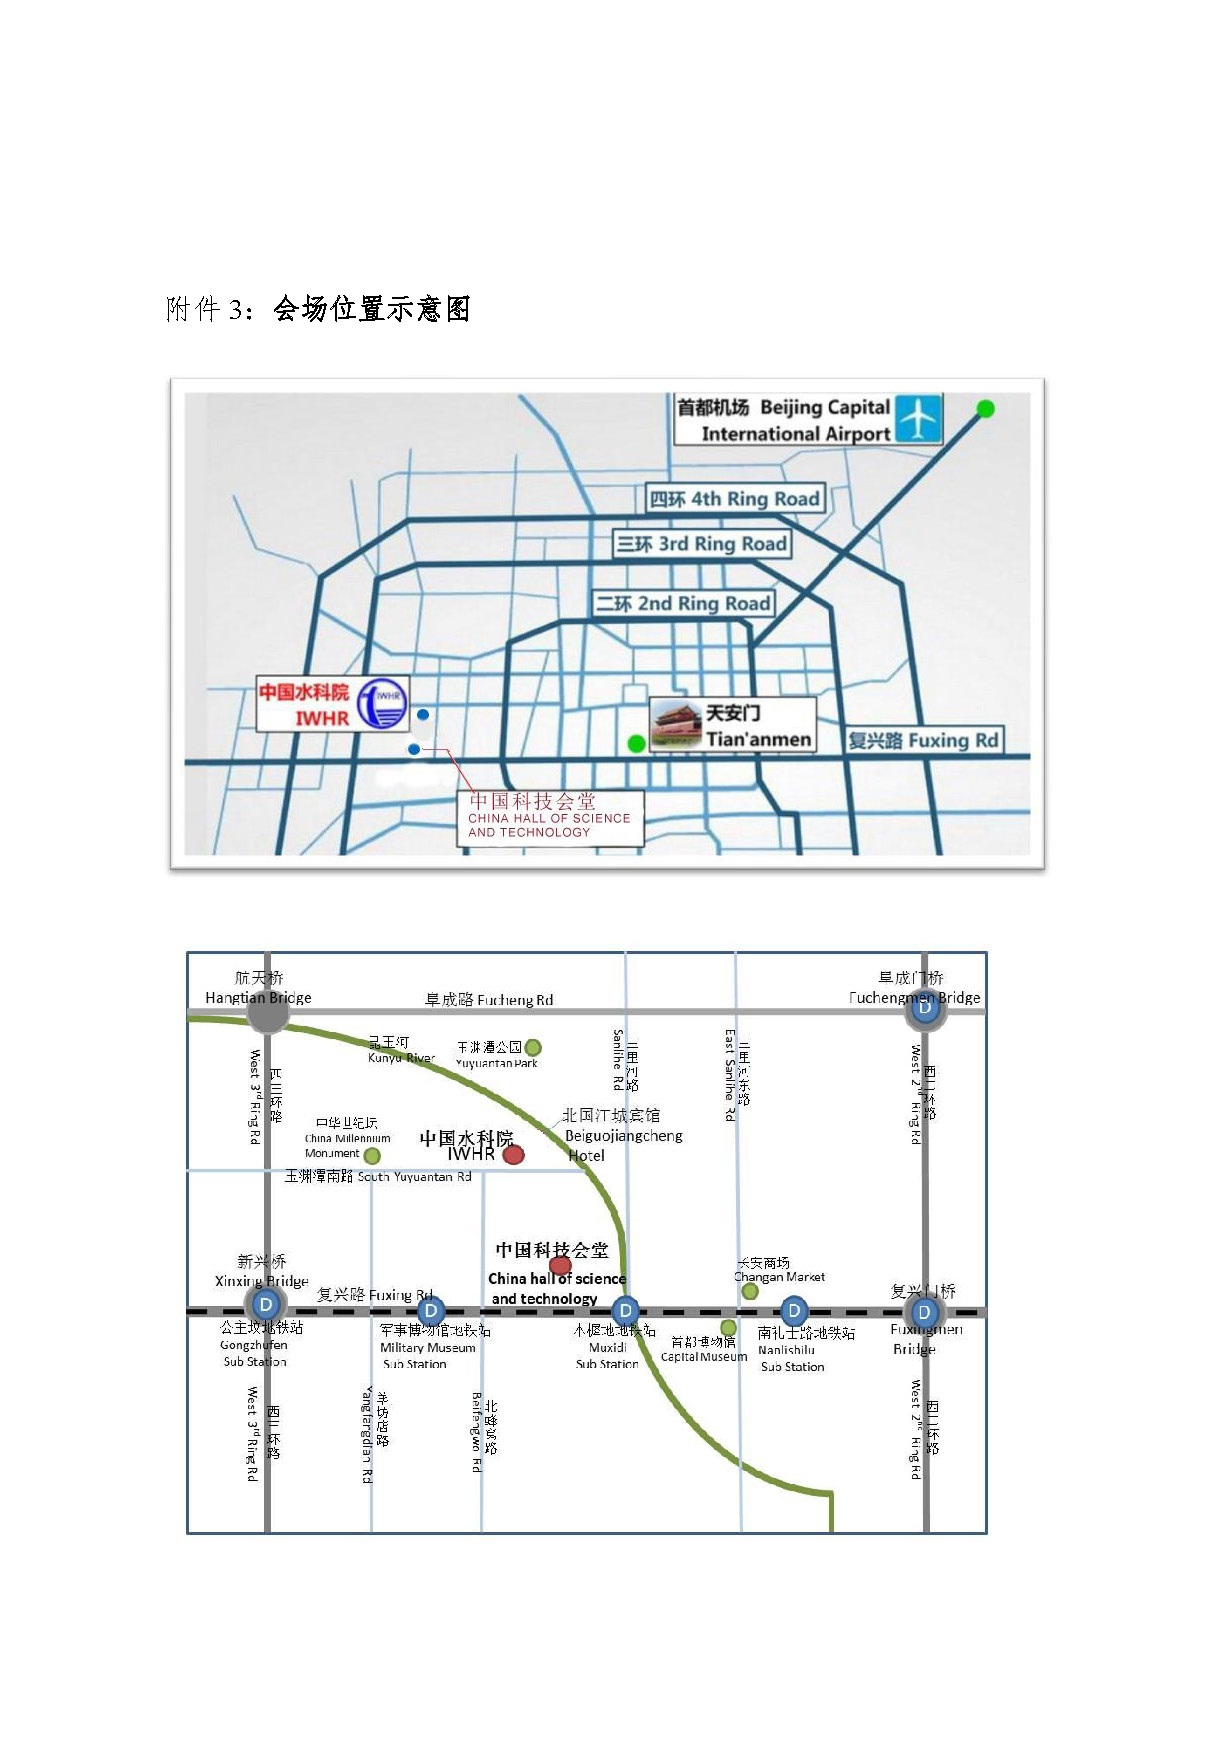 附件 3：会场位置示意图
首都机场 Beijing Capital
International Airport
四环 4th Ring Road
三环 3rd Ring Road
二环 2nd Ring Road
中国水科院
IWHR
IWHR
天安门
Tian'anmen
复兴路 Fuxing Rd
中国科技会堂
CHINA HALL OF SCIENCE
AND TECHNOLOGY
航天桥
Hangtian Bridge
阜成路 Fucheng Rd
阜成门桥
Fuchengmen Bridge
D
昆玉河
Kunyu River
玉渊潭公园
Yuyuantan Park
三里河路
Sanlihe Rd
三里河东路
East Sanlihe Rd
西三环路
West 3rd Ring Rd
西二环路
West 2nd Ring Rd
中华世纪坛
China Millennium
Monument
中国水科院
IWHR
北国江城宾馆
Beiguojiangcheng
Hotel
玉渊潭南路 South Yuyuantan Rd
中国科技会堂
China hall of science
and technology
新兴桥
Xinxing Bridge
复兴路 Fuxing Rd
长安商场
Changan Market
复兴门桥
Fuxingmen
Bridge
D
D
D
D
D
公主坟地铁站
Gongzhufen
Sub Station
军事博物馆地铁站
Military Museum
Sub Station
木樨地地铁站
Muxidi
Sub Station
首都博物馆
Capital Museum
南礼士路地铁站
Nanlishilu
Sub Station
西三环路
West 3rd Ring Rd
羊坊店路
Yangfangdian Rd
北蜂窝路
Beifengwo Rd
西二环路
West 2nd Ring Rd